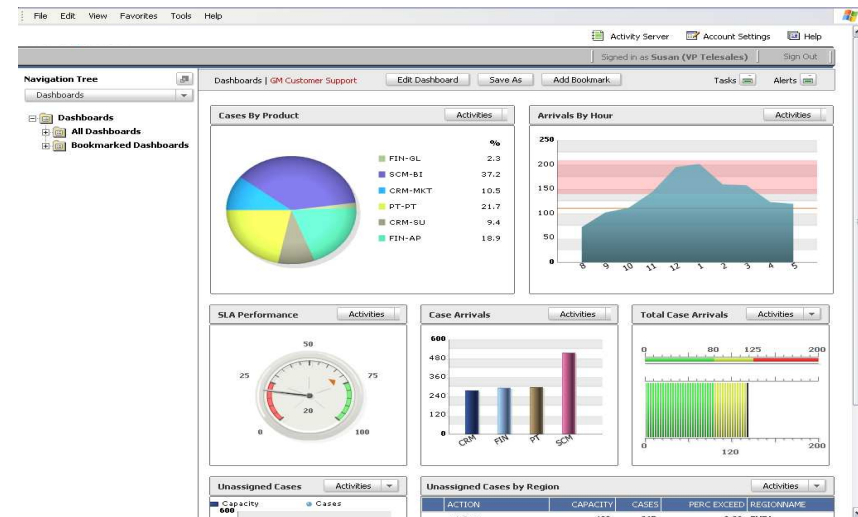 File Edit View Favorites Tools Help
Activity Server Account Settings Help
Signed in as Susan (VP Telesales) Sign Out
Navigation Tree
Dashboards
Dashboards
All Dashboards
Bookmarked Dashboards
Dashboards | GM Customer Support Edit Dashboard Save As Add Bookmark Tasks Alerts
Cases By Product Activities
%
FIN-GL 2.3
SCM-BI 37.2
CRM-MKT 10.5
PT-PT 21.7
CRM-SU 9.4
FIN-AP 18.9
Arrivals By Hour Activities
250
200
150
100
50
0
8 9 10 11 12 1 2 3 4 5
SLA Performance Activities
50
25 75
20
0 100
Case Arrivals Activities
600
480
360
240
120
0
CRM FIN PT SCM
Total Case Arrivals Activities
0 80 125 200
0 200
120
Unassigned Cases Activities
Capacity Cases
600
Unassigned Cases by Region Activities
ACTION CAPACITY CASES PERC EXCEED REGIONNAME